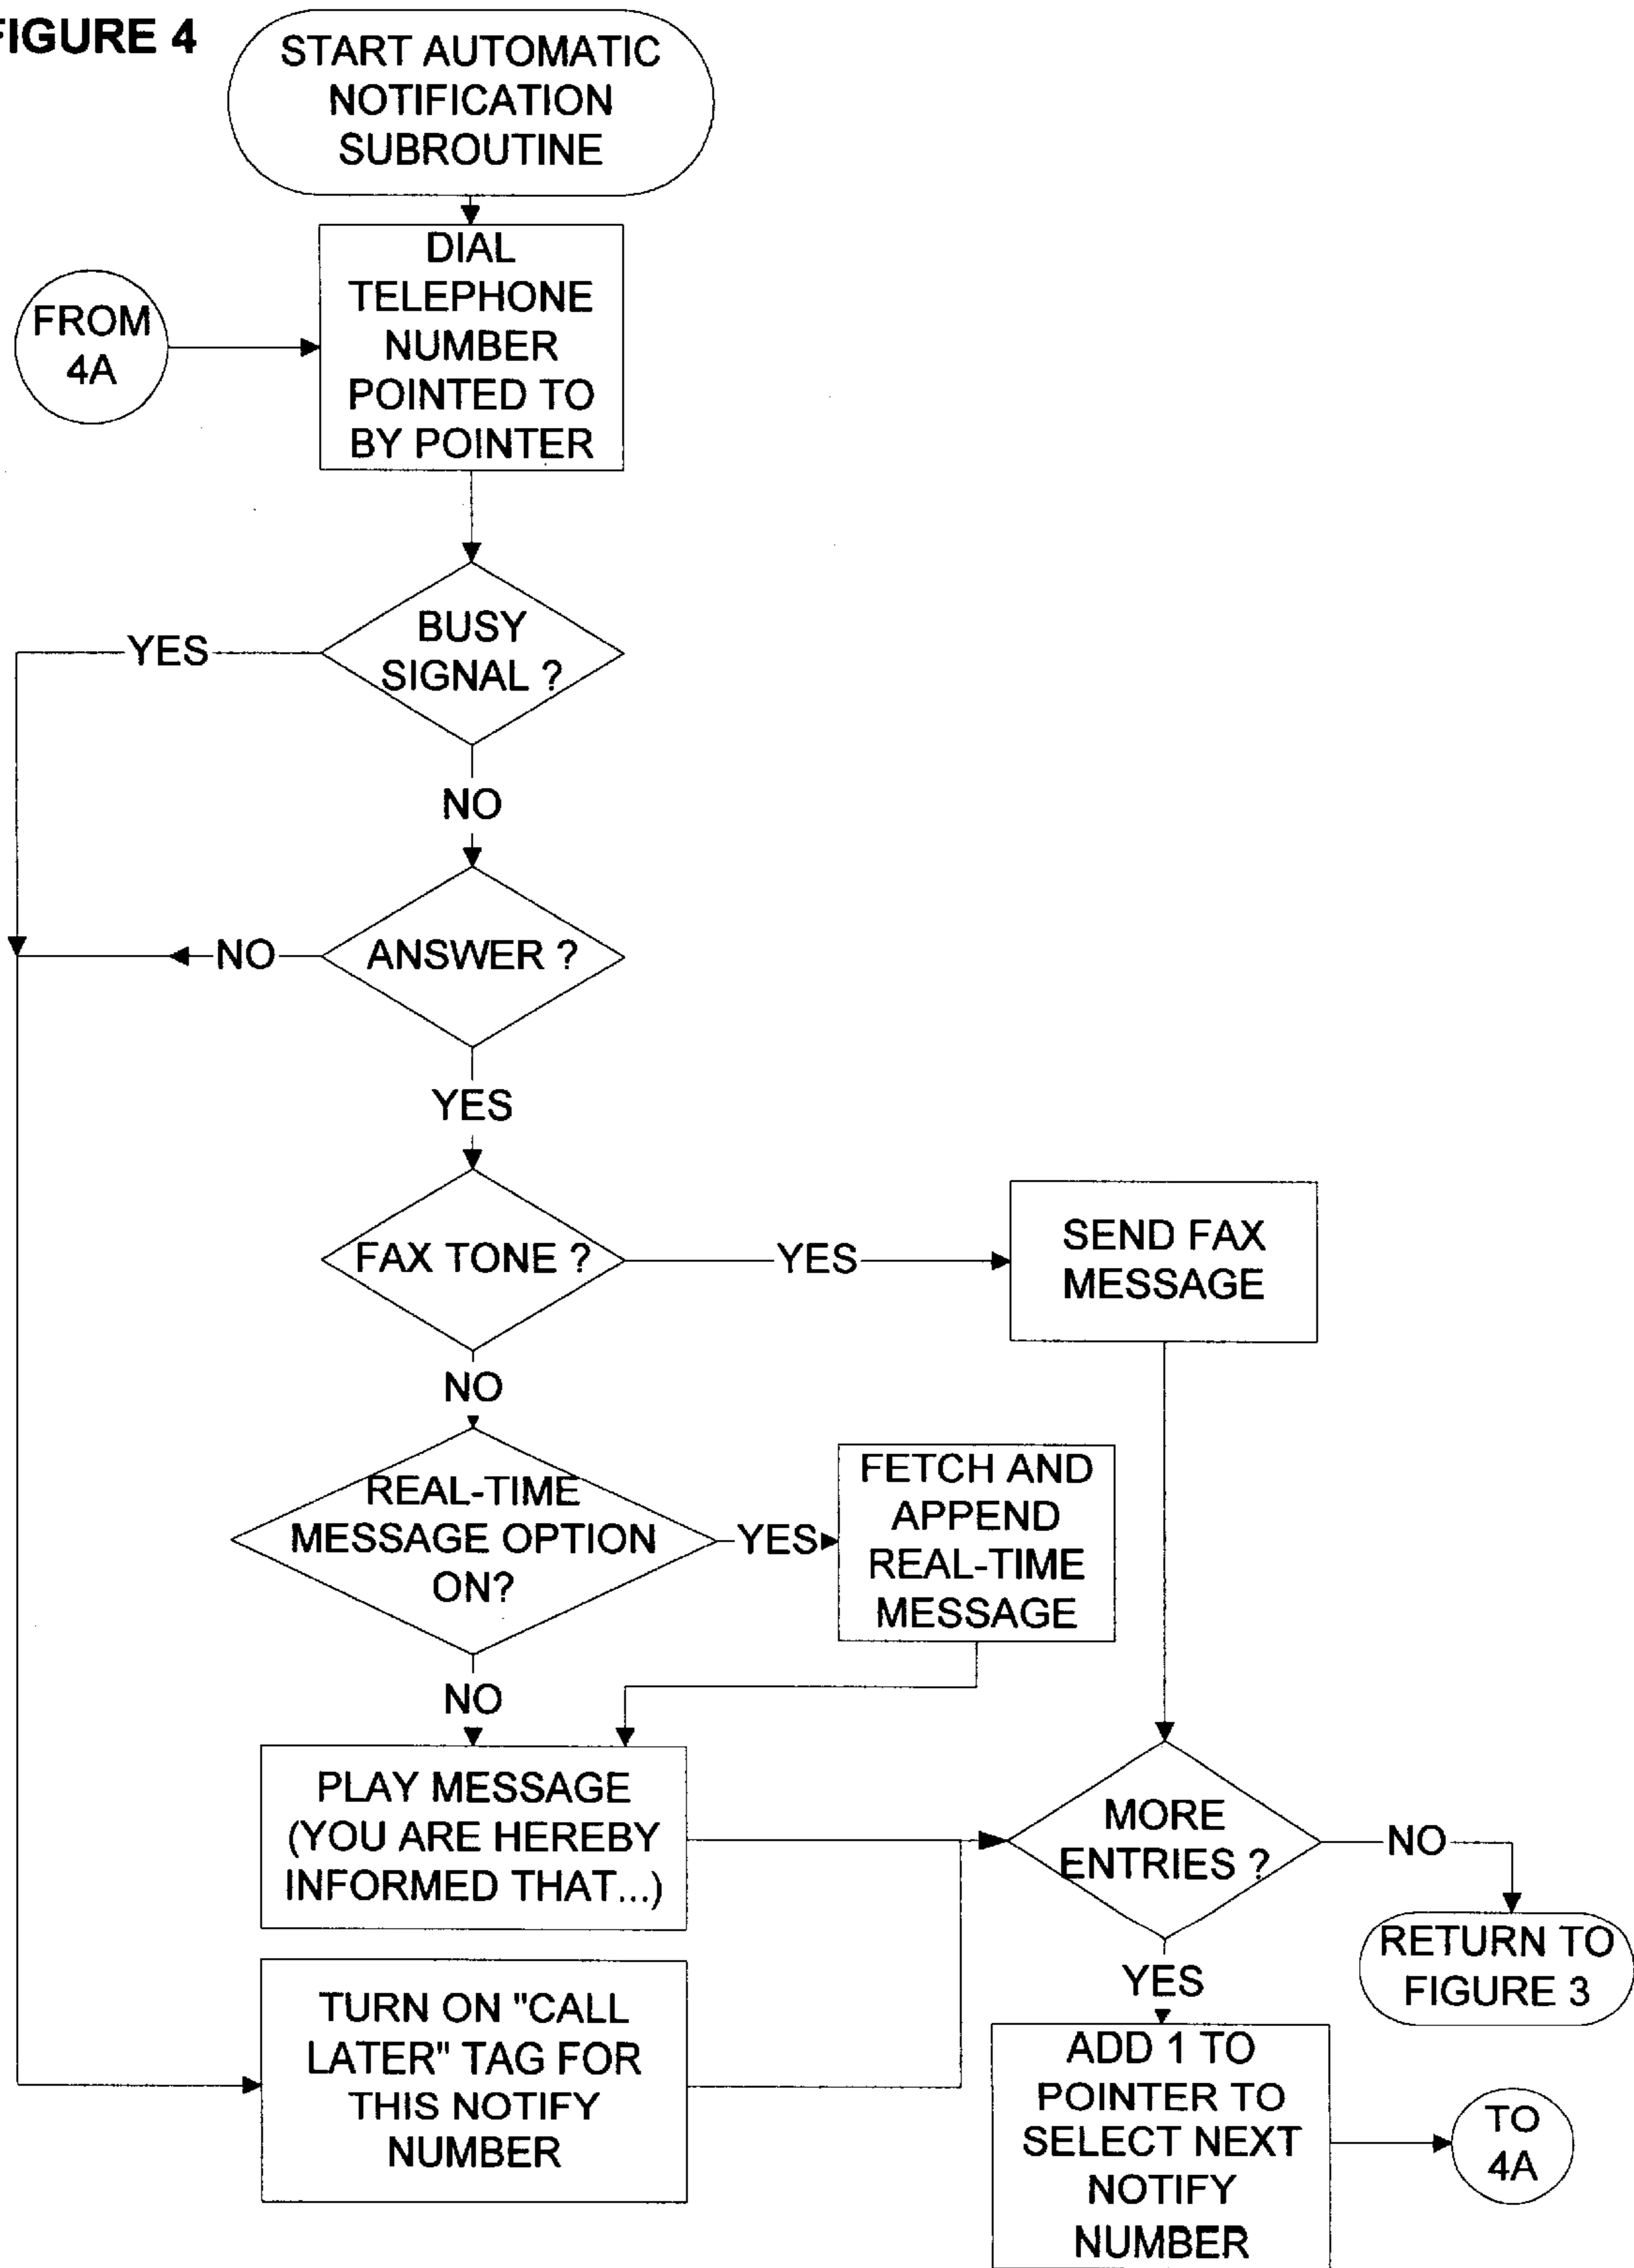 FIGURE 4
START AUTOMATIC
NOTIFICATION
SUBROUTINE
DIAL
TELEPHONE
NUMBER
POINTED TO
BY POINTER
FROM
4A
BUSY
SIGNAL ?
YES
NO
ANSWER ?
NO
YES
FAX TONE ?
YES
SEND FAX
MESSAGE
NO
REAL-TIME
MESSAGE OPTION
ON?
YES
FETCH AND
APPEND
REAL-TIME
MESSAGE
NO
PLAY MESSAGE
(YOU ARE HEREBY
INFORMED THAT...)
MORE
ENTRIES ?
NO
RETURN TO
FIGURE 3
YES
TURN ON "CALL
LATER" TAG FOR
THIS NOTIFY
NUMBER
ADD 1 TO
POINTER TO
SELECT NEXT
NOTIFY
NUMBER
TO
4A